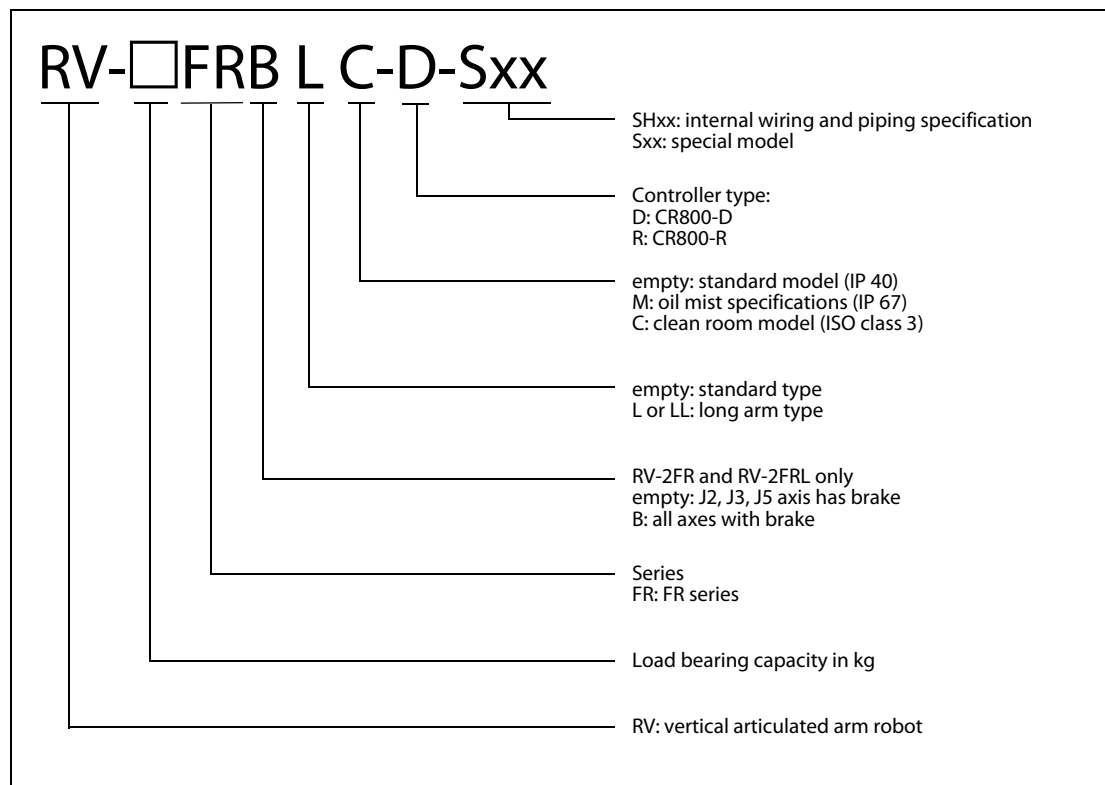 RV-□FRB L C-D-Sxx
SHxx: internal wiring and piping specification
Sxx: special model
Controller type:
D: CR800-D
R: CR800-R
empty: standard model (IP 40)
M: oil mist specifications (IP 67)
C: clean room model (ISO class 3)
empty: standard type
L or LL: long arm type
RV-2FR and RV-2FRL only
empty: J2, J3, J5 axis has brake
B: all axes with brake
Series
FR: FR series
Load bearing capacity in kg
RV: vertical articulated arm robot